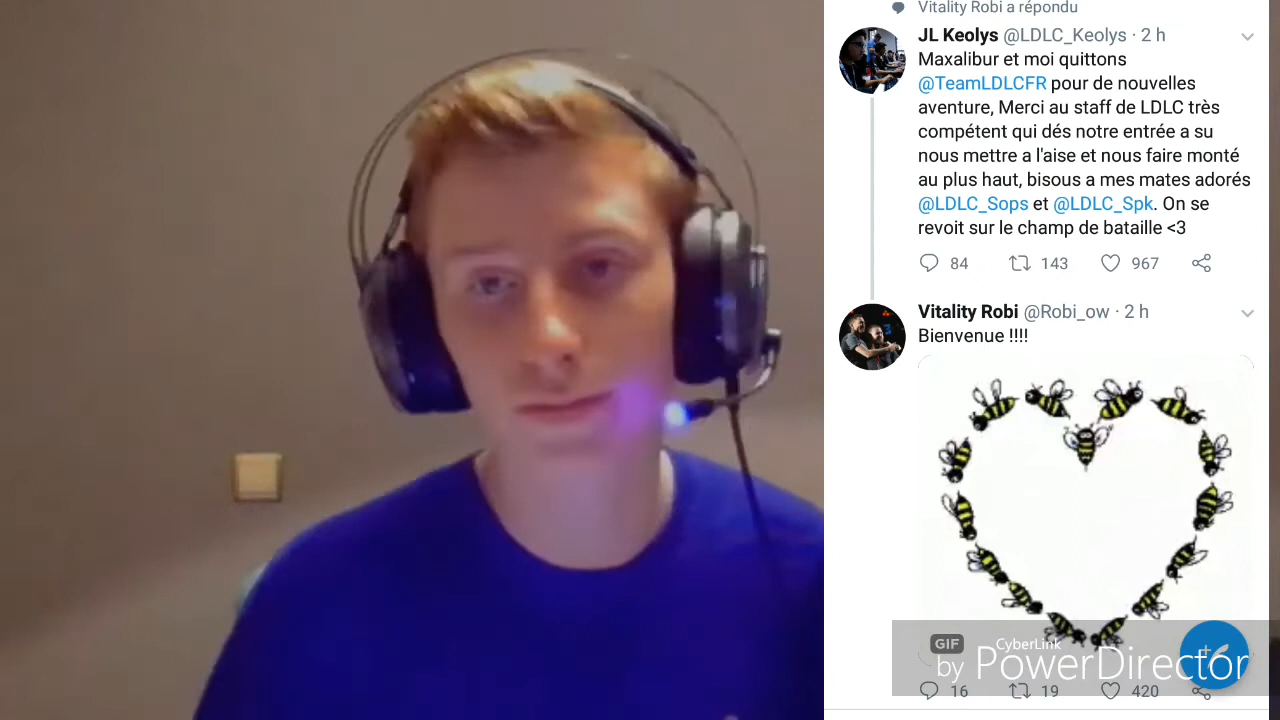 Vitality Robi a répondu
JL Keolys @LDLC_Keolys · 2 h
Maxalibur et moi quittons
@TeamLDLCFR pour de nouvelles
aventure, Merci au staff de LDLC très
compétent qui dés notre entrée a su
nous mettre a l'aise et nous faire monté
au plus haut, bisous a mes mates adorés
@LDLC_Sops et @LDLC_Spk. On se
revoit sur le champ de bataille <3
84 143 967
Vitality Robi @Robi_ow · 2 h
Bienvenue !!!!
GIF
CyberLink
by PowerDirector
16 19 420